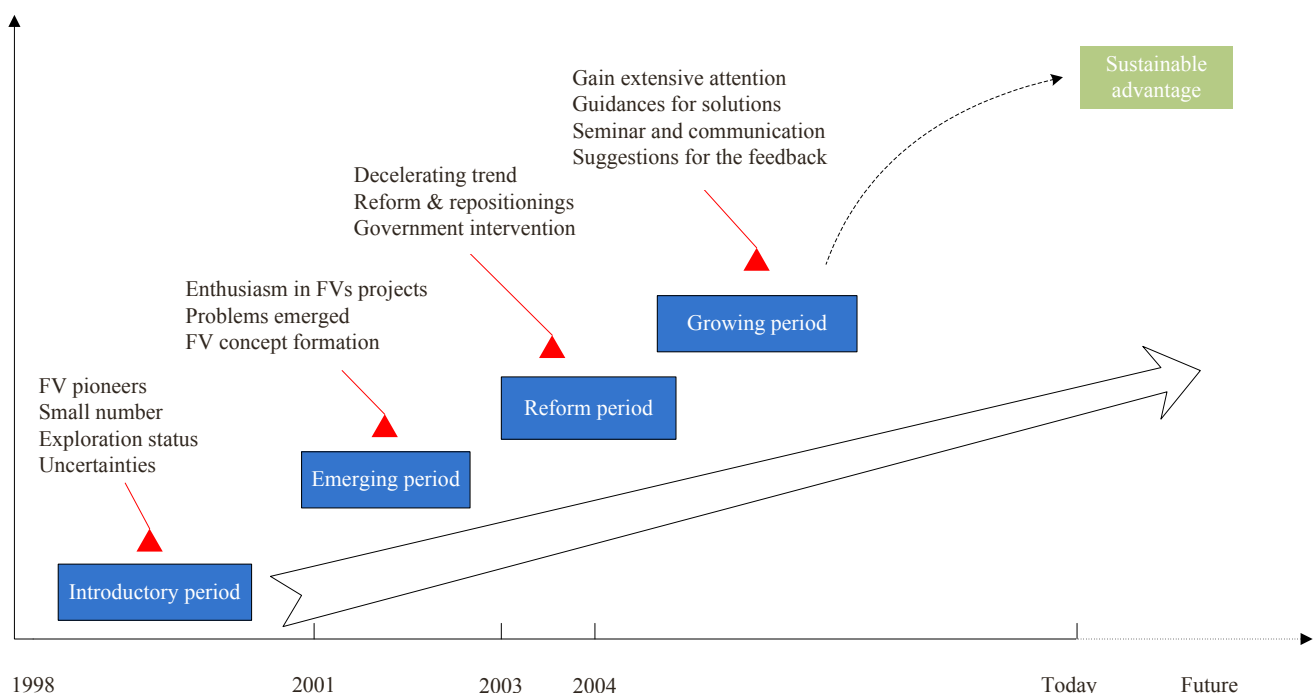 Gain extensive attention
Guidances for solutions
Seminar and communication
Suggestions for the feedback
Sustainable
advantage
Decelerating trend
Reform & repositionings
Government intervention
Enthusiasm in FVs projects
Problems emerged
FV concept formation
Growing period
FV pioneers
Small number
Exploration status
Uncertainties
Reform period
Emerging period
Introductory period
1998
2001
2003
2004
Today
Future